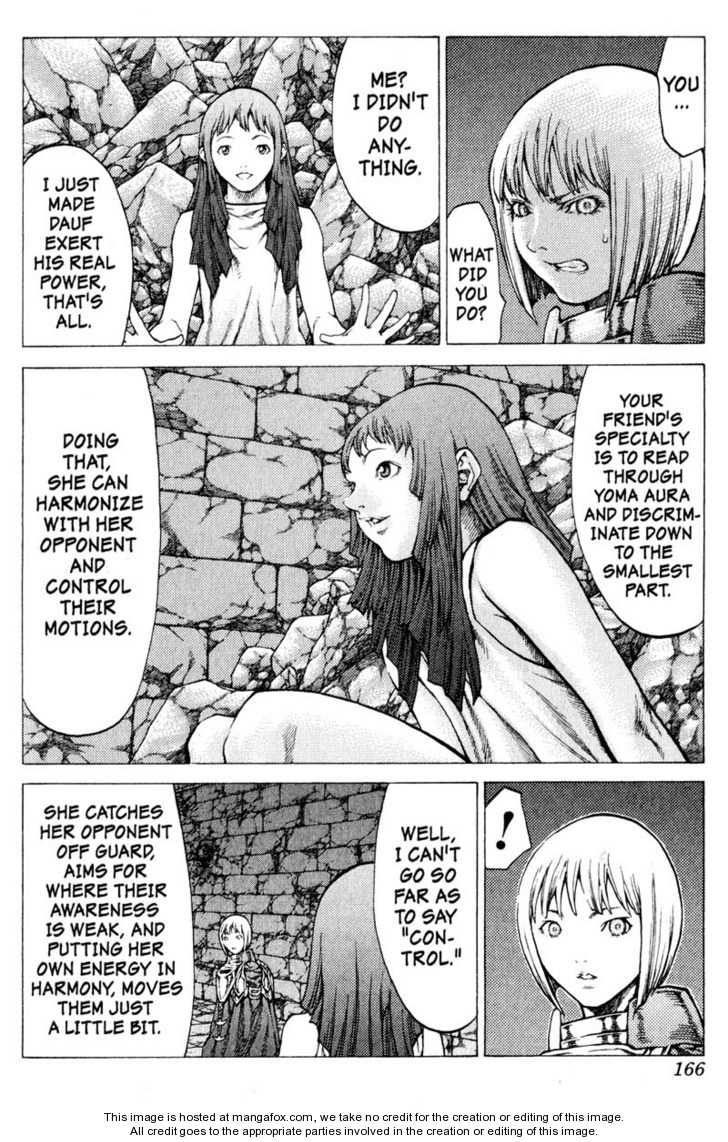 YOU
...
WHAT
DID
YOU
DO?
ME?
I DIDN'T
DO
ANY-
THING.
I JUST
MADE
DAUF
EXERT
HIS REAL
POWER,
THAT'S
ALL.
YOUR
FRIEND'S
SPECIALTY
IS TO READ
THROUGH
YOMA AURA
AND DISCRIM-
INATE DOWN
TO THE
SMALLEST
PART.
DOING
THAT,
SHE CAN
HARMONIZE
WITH HER
OPPONENT
AND
CONTROL
THEIR
MOTIONS.
!
WELL,
I CAN'T
GO SO
FAR AS
TO SAY
"CON-
TROL."
SHE CATCHES
HER OPPONENT
OFF GUARD,
AIMS FOR
WHERE THEIR
AWARENESS
IS WEAK, AND
PUTTING HER
OWN ENERGY IN
HARMONY, MOVES
THEM JUST
A LITTLE BIT.
166
This image is hosted at mangafox.com, we take no credit for the creation or editing of this image.
All credit goes to the appropriate parties involved in the creation or editing of this image.